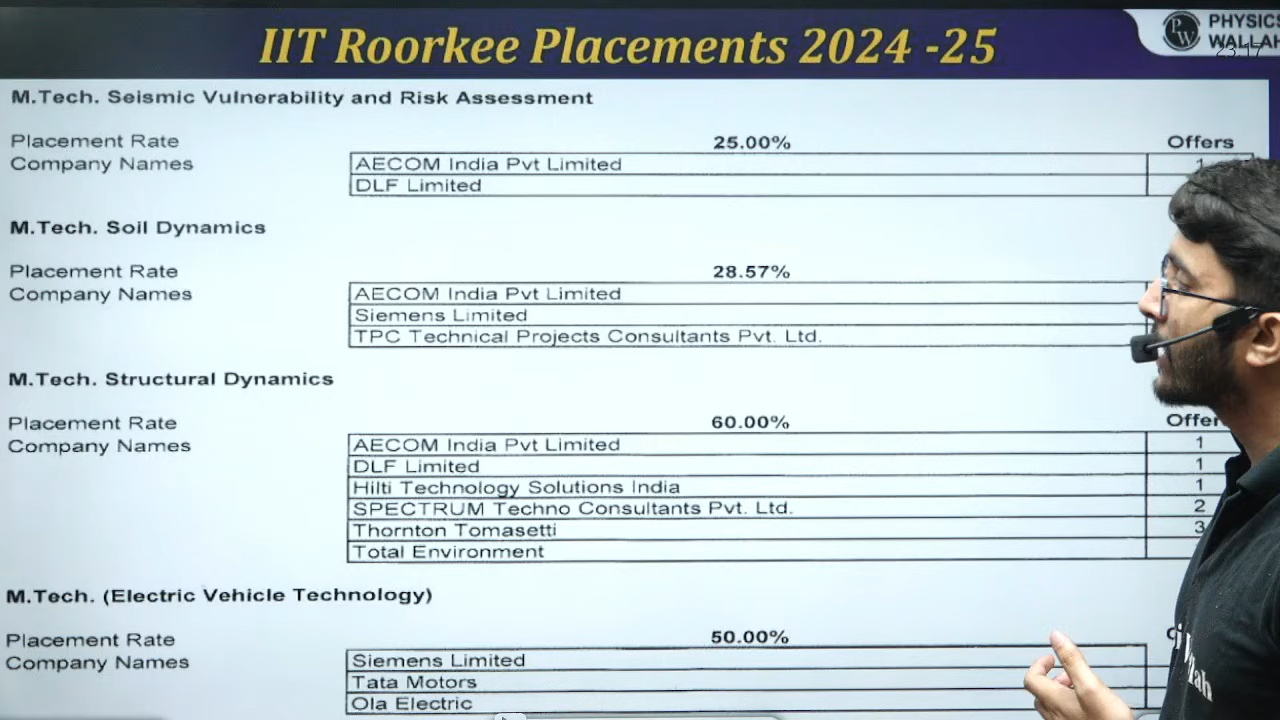 IIT Roorkee Placements 2024 -25
PHYSICS
WALLAH
23:17
M.Tech. Seismic Vulnerability and Risk Assessment
Placement Rate 25.00% Offers
Company Names AECOM India Pvt Limited 1
DLF Limited
M.Tech. Soil Dynamics
Placement Rate 28.57%
Company Names AECOM India Pvt Limited
Siemens Limited
TPC Technical Projects Consultants Pvt. Ltd.
M.Tech. Structural Dynamics
Placement Rate 60.00% Offer
Company Names AECOM India Pvt Limited 1
DLF Limited 1
Hilti Technology Solutions India 1
SPECTRUM Techno Consultants Pvt. Ltd. 2
Thornton Tomasetti 3
Total Environment
M.Tech. (Electric Vehicle Technology)
Placement Rate 50.00%
Company Names Siemens Limited
Tata Motors
Ola Electric